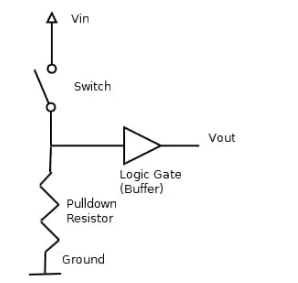 Vin
Switch
Vout
Logic Gate
(Buffer)
Pulldown
Resistor
Ground